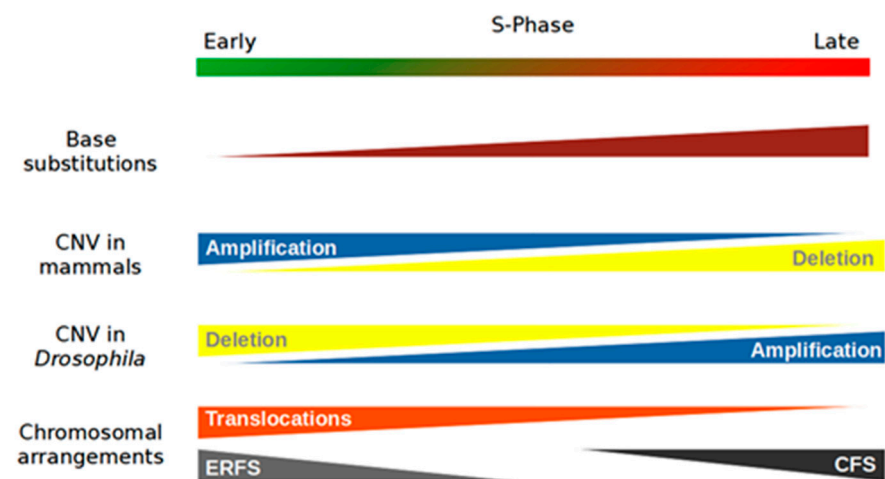 S-Phase
Early
Late
Base
substitutions
CNV in
mammals
Amplification
Deletion
CNV in
Drosophila
Deletion
Amplification
Chromosomal
arrangements
Translocations
ERFS
CFS